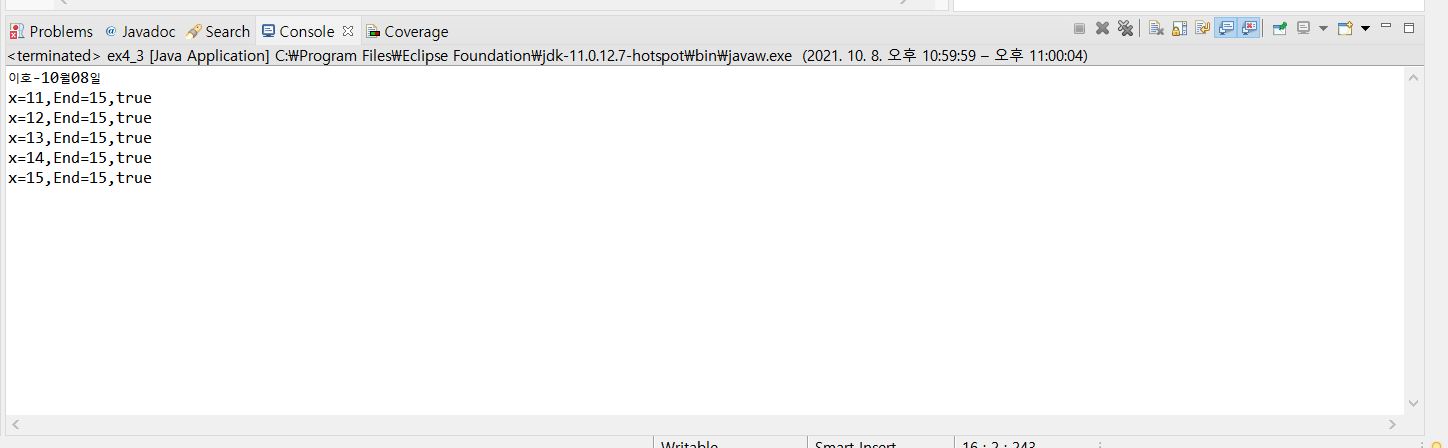 Problems @ Javadoc Search Console Coverage
<terminated> ex4_3 [Java Application] C:₩Program Files₩Eclipse Foundation₩jdk-11.0.12.7-hotspot₩bin₩javaw.exe (2021. 10. 8. 오후 10:59:59 – 오후 11:00:04)
이호-10월08일
x=11,End=15,true
x=12,End=15,true
x=13,End=15,true
x=14,End=15,true
x=15,End=15,true
Writable Smart Insert 16 : 2 : 243